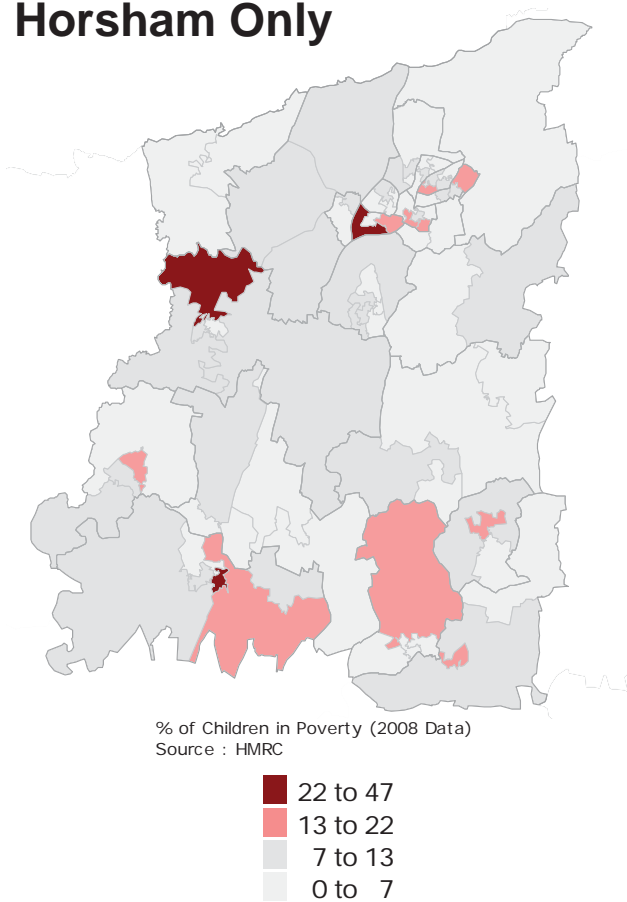 Horsham Only
% of Children in Poverty (2008 Data)
Source : HMRC
22 to 47
13 to 22
7 to 13
0 to 7